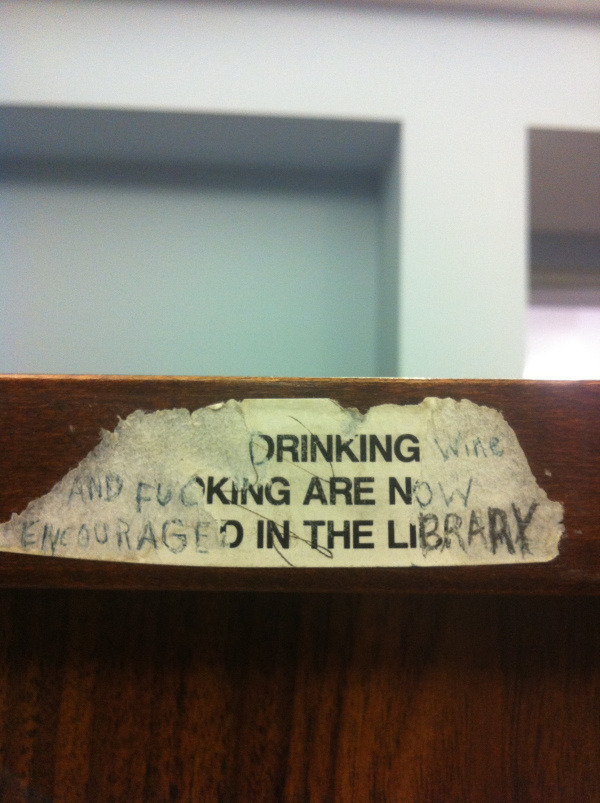 DRINKING Wine
AND FUCKING ARE NOW
ENCOURAGED IN THE LiBRARY